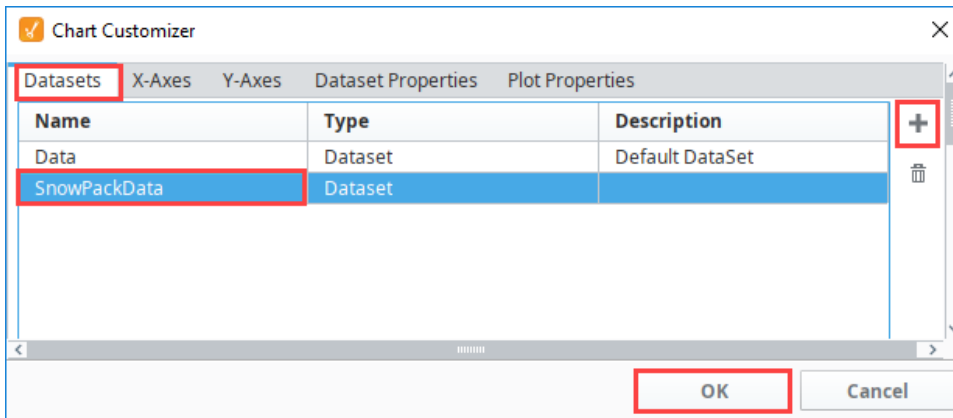 Chart Customizer
Datasets X-Axes Y-Axes Dataset Properties Plot Properties
Name Type Description
Data Dataset Default DataSet
SnowPackData Dataset
OK Cancel